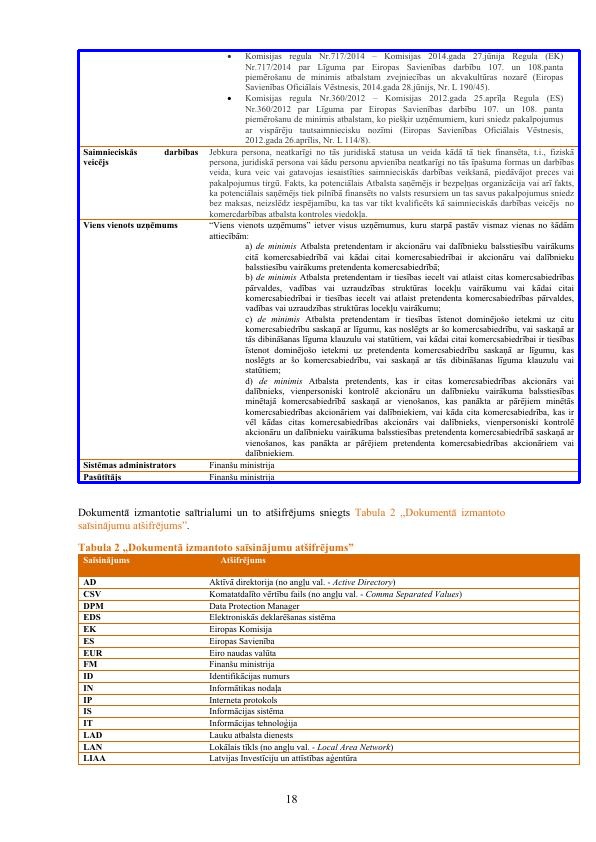 • Komisijas regula Nr.717/2014 – Komisijas 2014.gada 27.jūnija Regula (EK)
Nr.717/2014 par Līguma par Eiropas Savienības darbību 107. un 108.panta
piemērošanu de minimis atbalstam zvejniecības un akvakultūras nozarē (Eiropas
Savienības Oficiālais Vēstnesis, 2014.gada 28.jūnijs, Nr. L 190/45).
• Komisijas regula Nr.360/2012 – Komisijas 2012.gada 25.aprīļa Regula (ES)
Nr.360/2012 par Līguma par Eiropas Savienības darbību 107. un 108. panta
piemērošanu de minimis atbalstam, ko piešķir uzņēmumiem, kuri sniedz pakalpojumus
ar vispārēju tautsaimniecisku nozīmi (Eiropas Savienības Oficiālais Vēstnesis,
2012.gada 26.aprīlis, Nr. L 114/8).
Saimnieciskās darbības veicējs
Jebkura persona, neatkarīgi no tās juridiskā statusa un veida kādā tā tiek finansēta, t.i., fiziskā
persona, juridiskā persona vai šādu personu apvienība neatkarīgi no tās īpašuma formas un darbības
veida, kura veic vai gatavojas iesaistīties saimnieciskās darbības veikšanā, piedāvājot preces vai
pakalpojumus tirgū. Fakts, ka potenciālais Atbalsta saņēmējs ir bezpeļņas organizācija vai arī fakts,
ka potenciālais saņēmējs tiek pilnībā finansēts no valsts resursiem un tas savus pakalpojumus sniedz
bez maksas, neizslēdz iespējamību, ka tas var tikt kvalificēts kā saimnieciskās darbības veicējs no
komercdarbības atbalsta kontroles viedokļa.
Viens vienots uzņēmums
“Viens vienots uzņēmums” ietver visus uzņēmumus, kuru starpā pastāv vismaz vienas no šādām
attiecībām:
a) de minimis Atbalsta pretendentam ir akcionāru vai dalībnieku balsstiesību vairākums
citā komercsabiedrībā vai kādai citai komercsabiedrībai ir akcionāru vai dalībnieku
balsstiesību vairākums pretendenta komercsabiedrībā;
b) de minimis Atbalsta pretendentam ir tiesības iecelt vai atlaist citas komercsabiedrības
pārvaldes, vadības vai uzraudzības struktūras locekļu vairākumu vai kādai citai
komercsabiedrībai ir tiesības iecelt vai atlaist pretendenta komercsabiedrības pārvaldes,
vadības vai uzraudzības struktūras locekļu vairākumu;
c) de minimis Atbalsta pretendentam ir tiesības īstenot dominējošo ietekmi uz citu
komercsabiedrību saskaņā ar līgumu, kas noslēgts ar šo komercsabiedrību, vai saskaņā ar
tās dibināšanas līguma klauzulu vai statūtiem, vai kādai citai komercsabiedrībai ir tiesības
īstenot dominējošo ietekmi uz pretendenta komercsabiedrību saskaņā ar līgumu, kas
noslēgts ar šo komercsabiedrību, vai saskaņā ar tās dibināšanas līguma klauzulu vai
statūtiem;
d) de minimis Atbalsta pretendents, kas ir citas komercsabiedrības akcionārs vai
dalībnieks, vienpersoniski kontrolē akcionāru un dalībnieku vairākuma balsstiesības
minētajā komercsabiedrībā saskaņā ar vienošanos, kas panākta ar pārējiem minētās
komercsabiedrības akcionāriem vai dalībniekiem, vai kāda cita komercsabiedrība, kas ir
vēl kādas citas komercsabiedrības akcionārs vai dalībnieks, vienpersoniski kontrolē
akcionāru un dalībnieku vairākuma balsstiesības pretendenta komercsabiedrībā saskaņā ar
vienošanos, kas panākta ar pārējiem pretendenta komercsabiedrības akcionāriem vai
dalībniekiem.
Sistēmas administrators Finanšu ministrija
Pasūtītājs Finanšu ministrija
Dokumentā izmantotie saīstrialumi un to atšifrējums sniegts Tabula 2 „Dokumentā izmantoto
saīsinājumu atšifrējums”.
Tabula 2 „Dokumentā izmantoto saīsinājumu atšifrējums”
Saīsinājums Atšifrējums
AD Aktīvā direktorija (no angļu val. - Active Directory)
CSV Komatatdalīto vērtību fails (no angļu val. - Comma Separated Values)
DPM Data Protection Manager
EDS Elektroniskās deklarēšanas sistēma
EK Eiropas Komisija
ES Eiropas Savienība
EUR Eiro naudas valūta
FM Finanšu ministrija
ID Identifikācijas numurs
IN Informātikas nodaļa
IP Interneta protokols
IS Informācijas sistēma
IT Informācijas tehnoloģija
LAD Lauku atbalsta dienests
LAN Lokālais tīkls (no angļu val. - Local Area Network)
LIAA Latvijas Investīciju un attīstības aģentūra
18